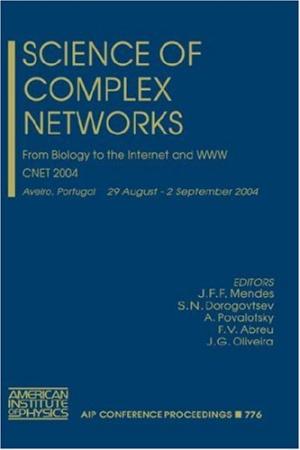 SCIENCE OF
COMPLEX
NETWORKS
From Biology to the Internet and WWW
CNET 2004
Aveiro, Portugal 29 August - 2 September 2004
EDITORS
J.F.F. Mendes
S.N. Dorogovtsev
A. Povalotsky
F.V. Abreu
J.G. Oliveira
AMERICAN
INSTITUTE
OF PHYSICS
AIP CONFERENCE PROCEEDINGS ■ 776